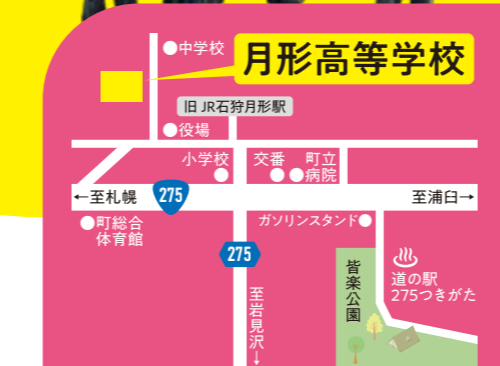 ●中学校
月形高等学校
旧 JR石狩月形駅
●役場
小学校
交番
町立
●病院
←至札幌
275
至浦臼→
●町総合
体育館
ガソリンスタンド●
275
皆楽公園
道の駅
275つきがた
至岩見沢→